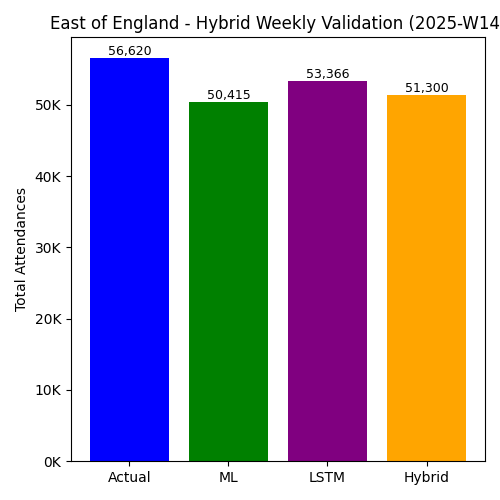 East of England - Hybrid Weekly Validation (2025-W14
56,620
53,366
51,300
50,415
50K
40K
30K
20K
10K
0K
Total Attendances
Actual
ML
LSTM
Hybrid